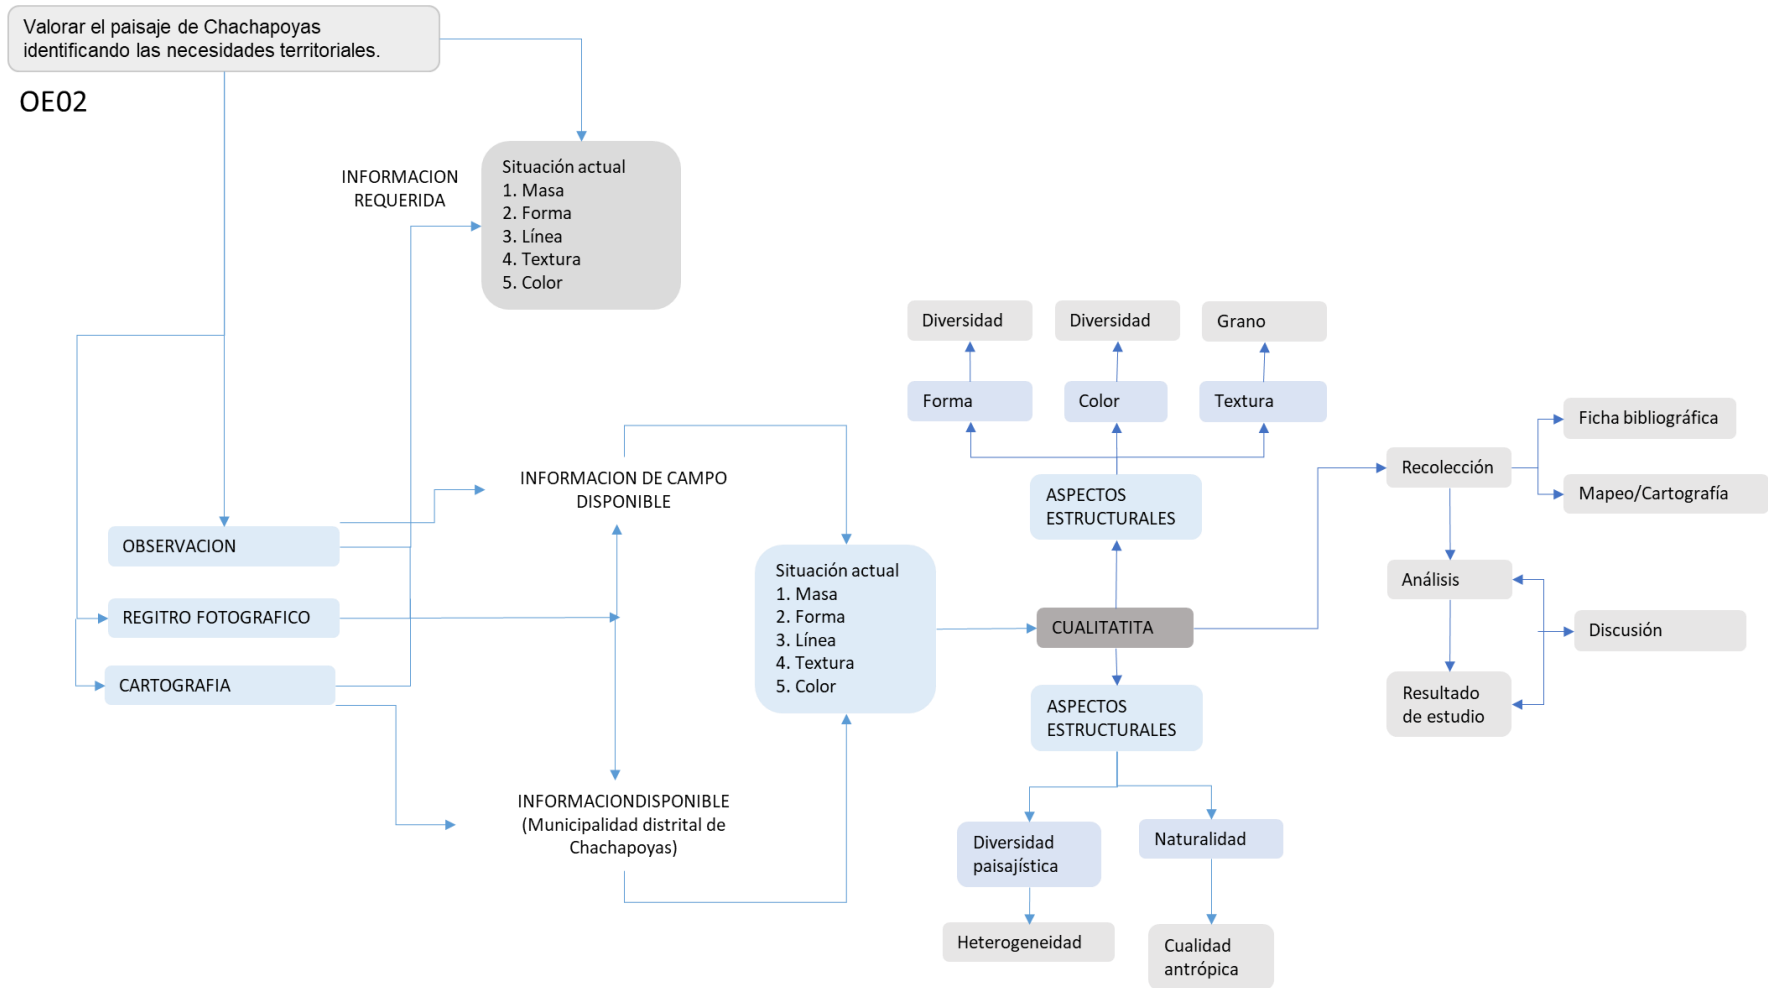 Valorar el paisaje de Chachapoyas
identificando las necesidades territoriales.
OE02
INFORMACION
REQUERIDA
Situación actual
1. Masa
2. Forma
3. Línea
4. Textura
5. Color
OBSERVACION
REGITRO FOTOGRAFICO
CARTOGRAFIA
INFORMACION DE CAMPO
DISPONIBLE
INFORMACIONDISPONIBLE
(Municipalidad distrital de
Chachapoyas)
Situación actual
1. Masa
2. Forma
3. Línea
4. Textura
5. Color
Diversidad
Diversidad
Grano
Forma
Color
Textura
ASPECTOS
ESTRUCTURALES
CUALITATITA
ASPECTOS
ESTRUCTURALES
Diversidad
paisajística
Naturalidad
Heterogeneidad
Cualidad
antrópica
Recolección
Ficha bibliográfica
Mapeo/Cartografía
Análisis
Discusión
Resultado
de estudio